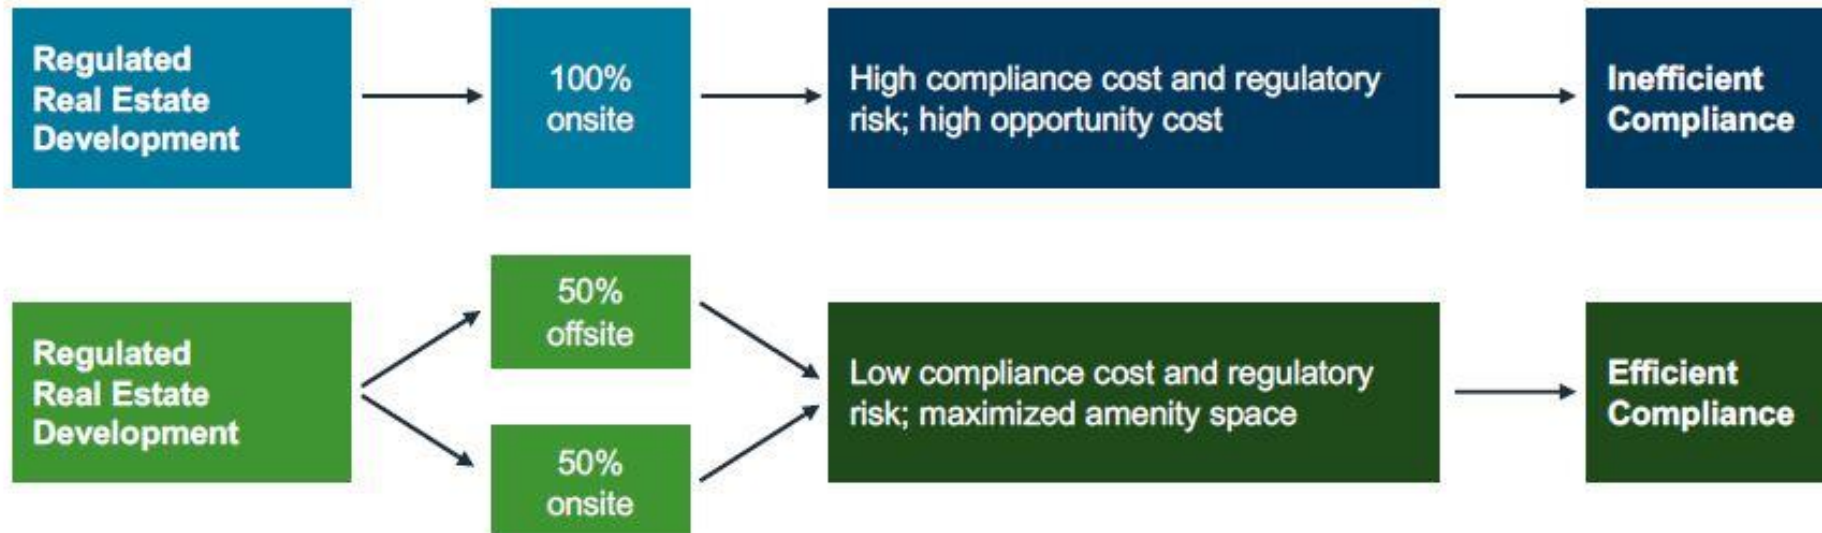 Regulated
Real Estate
Development
100%
onsite
High compliance cost and regulatory
risk; high opportunity cost
Inefficient
Compliance
Regulated
Real Estate
Development
50%
offsite
50%
onsite
Low compliance cost and regulatory
risk; maximized amenity space
Efficient
Compliance